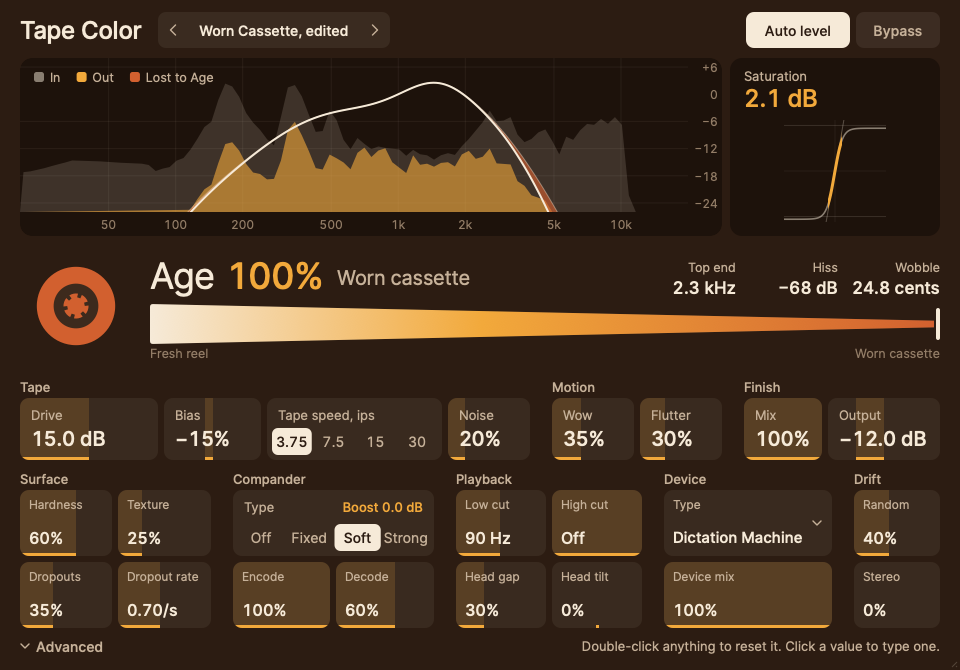 Tape Color
Worn Cassette, edited
Auto level
Bypass
In
Out
Lost to Age
+6
0
−6
−12
−18
−24
50
100
200
500
1k
2k
5k
10k
Saturation
2.1 dB
Age 100% Worn cassette
Top end
2.3 kHz
Hiss
−68 dB
Wobble
24.8 cents
Fresh reel
Worn cassette
Tape
Motion
Finish
Drive
15.0 dB
Bias
−15%
Tape speed, ips
3.75 7.5 15 30
Noise
20%
Wow
35%
Flutter
30%
Mix
100%
Output
−12.0 dB
Surface
Compander
Playback
Device
Drift
Hardness
60%
Texture
25%
Type
Boost 0.0 dB
Off Fixed Soft Strong
Low cut
90 Hz
High cut
Off
Type
Dictation Machine
Random
40%
Dropouts
35%
Dropout rate
0.70/s
Encode
100%
Decode
60%
Head gap
30%
Head tilt
0%
Device mix
100%
Stereo
0%
Advanced
Double-click anything to reset it. Click a value to type one.